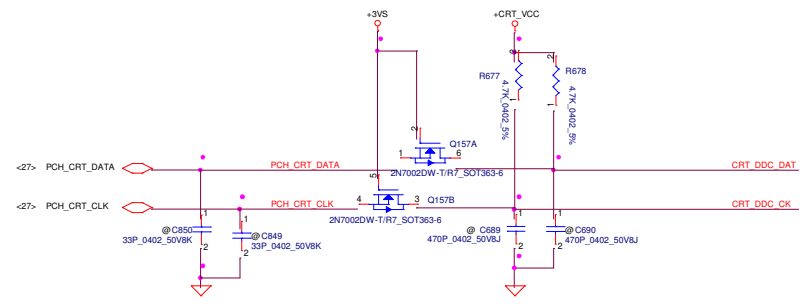 +3VS
+CRT_VCC
2
2
R677
R678
4.7K_0402_5%
4.7K_0402_5%
1
1
2
1
6
Q157A
2N7002DW-T/R7_SOT363-6
<27> PCH_CRT_DATA
PCH_CRT_DATA
CRT_DDC_DAT
5
4
3
Q157B
2N7002DW-T/R7_SOT363-6
<27> PCH_CRT_CLK
PCH_CRT_CLK
CRT_DDC_CK
1
@ C850
33P_0402_50V8K
2
1
@ C849
33P_0402_50V8K
2
1
@ C689
470P_0402_50V8J
2
1
@ C690
470P_0402_50V8J
2